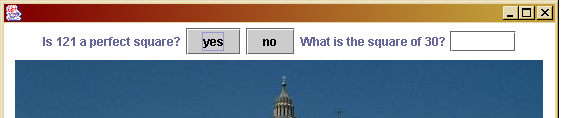 Is 121 a perfect square? yes no What is the square of 30?